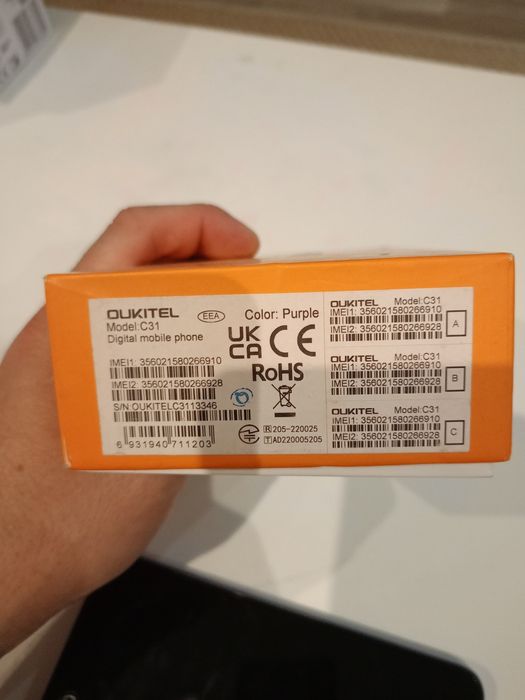 OUKITEL
Model:C31
Digital mobile phone
EEA
Color: Purple
UK
CA
CE
RoHS
IMEI1: 356021580266910
IMEI2: 356021580266928
S/N OUKITELC3113346
6 931940 711203
R 205-220025
T AD220005205
OUKITEL Model:C31
IMEI1: 356021580266910
IMEI2: 356021580266928
A
OUKITEL Model:C31
IMEI1: 356021580266910
IMEI2: 356021580266928
B
OUKITEL Model:C31
IMEI1: 356021580266910
IMEI2: 356021580266928
C